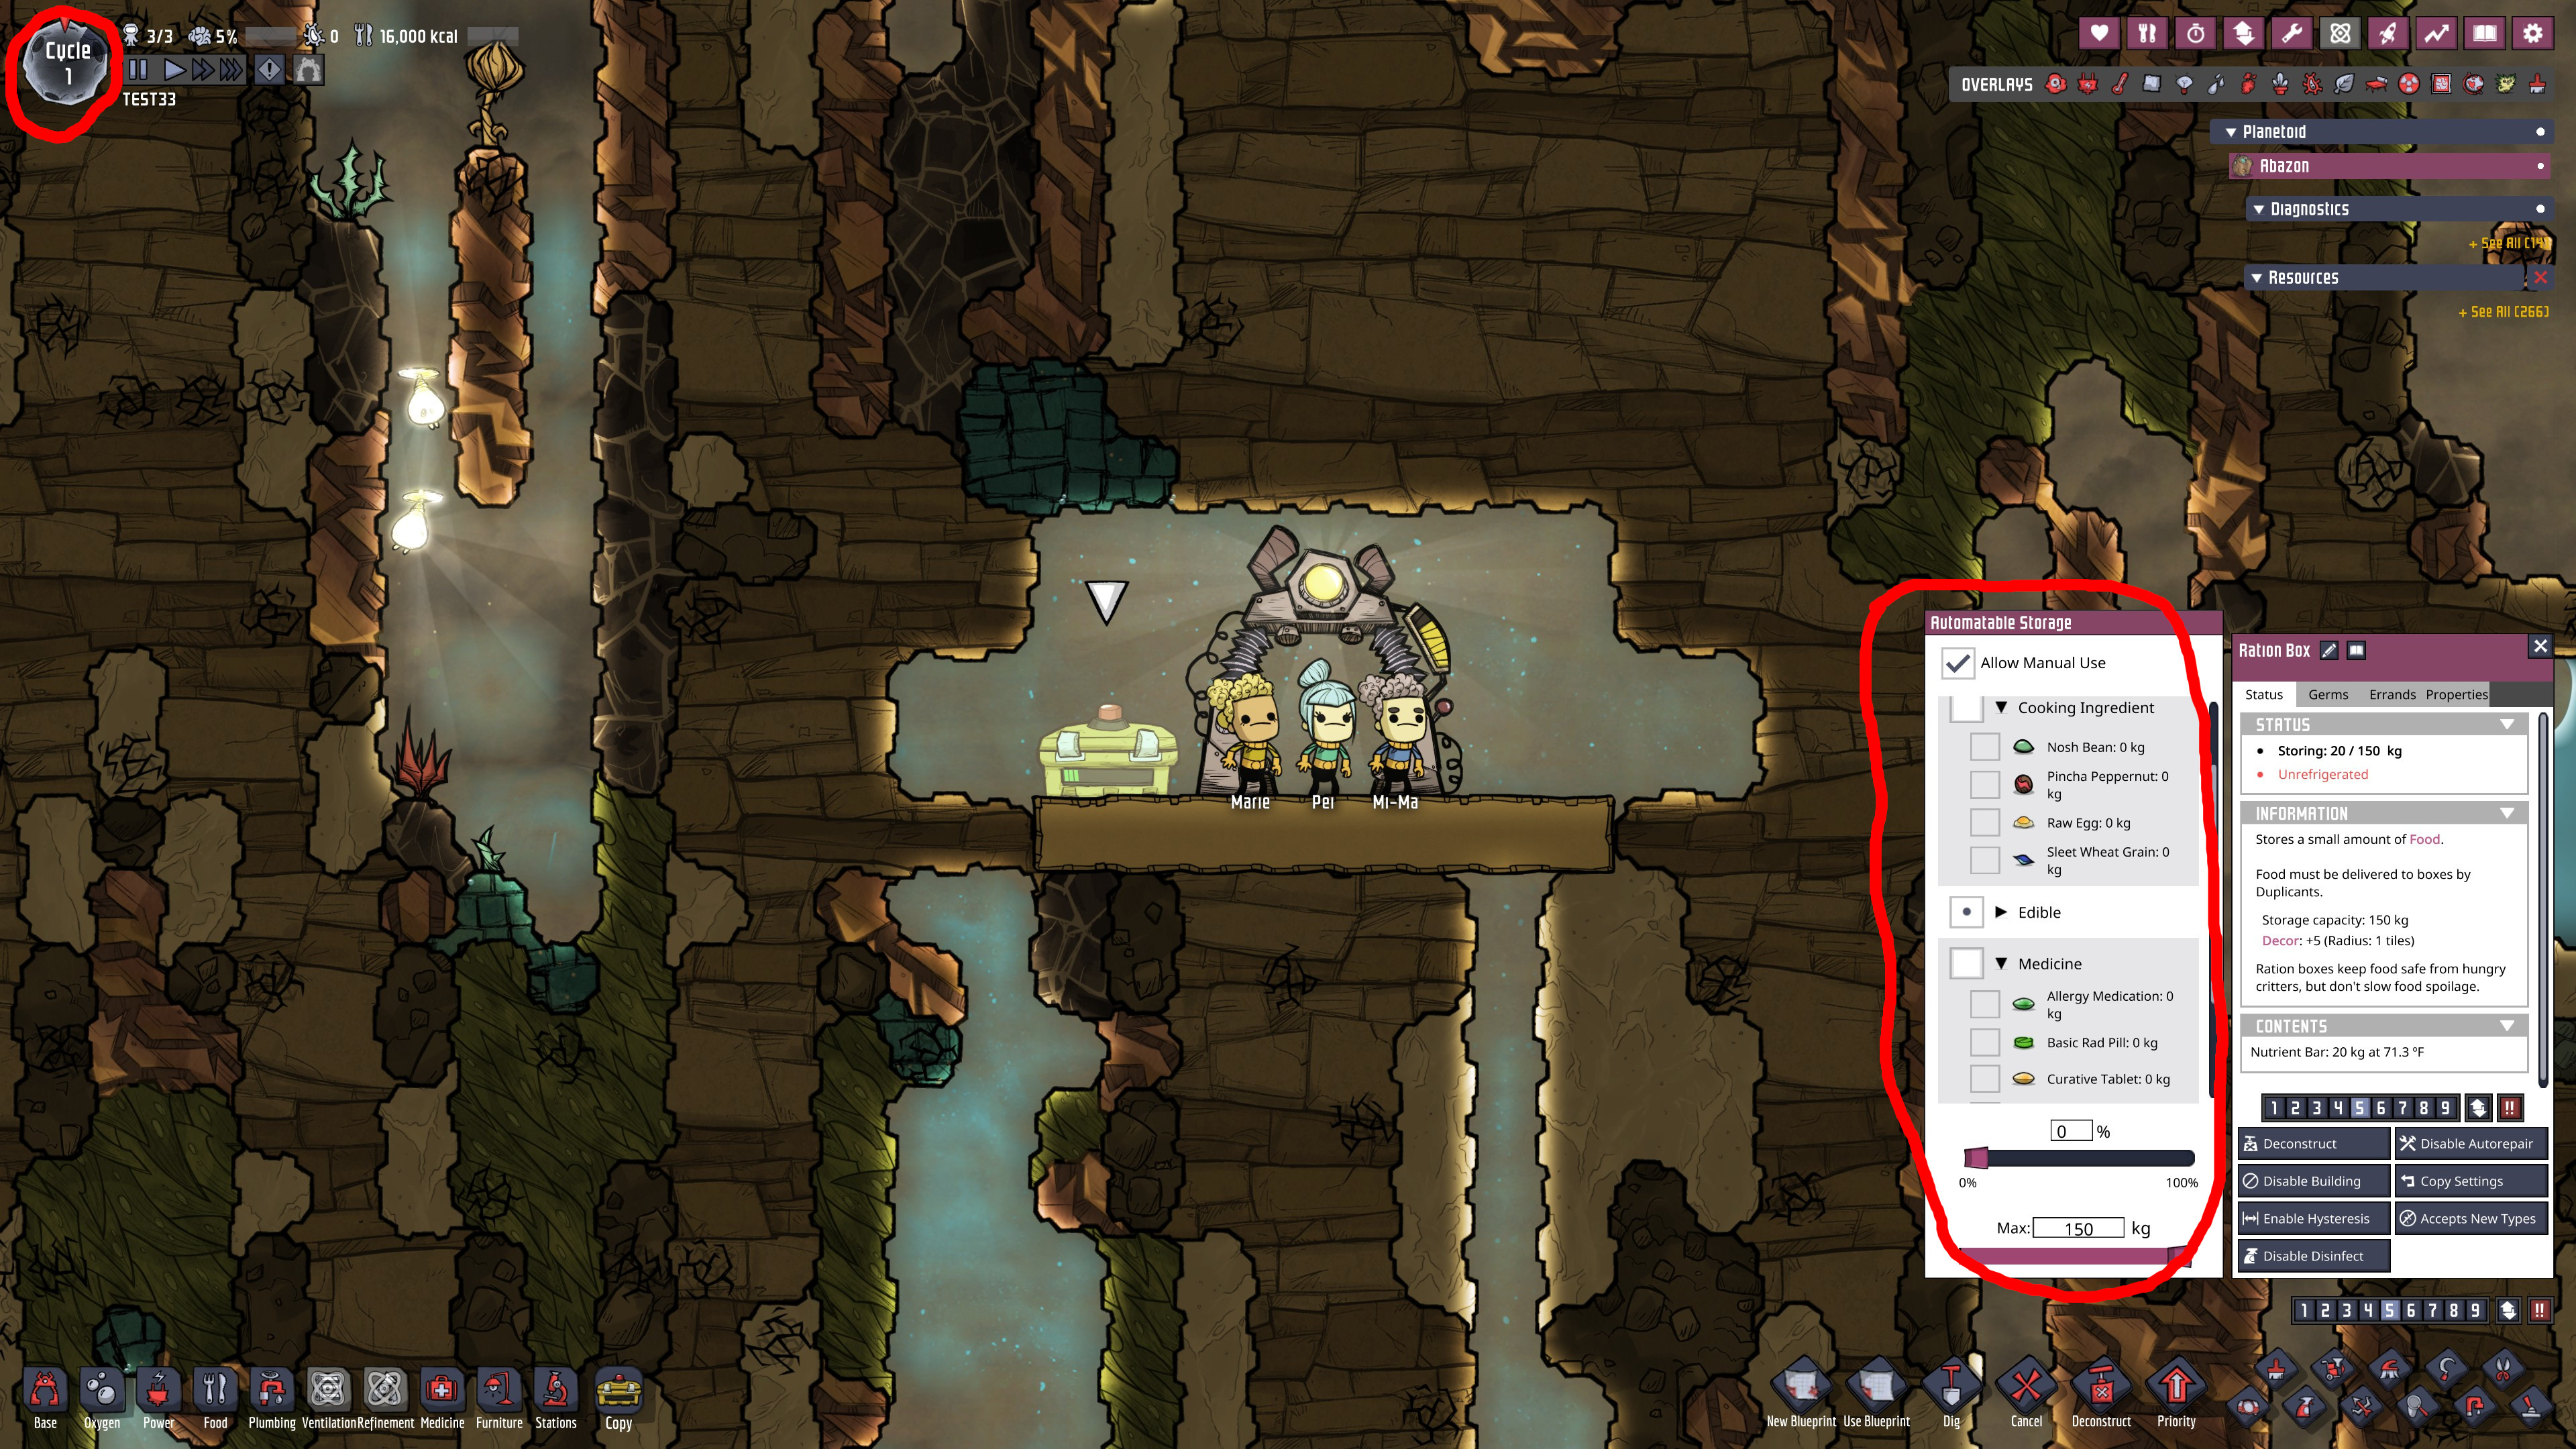 Cycle
1
3/3 5% 0 16,000 kcal
TEST33
OVERLAYS
Planetoid
Abazon
Diagnostics
+ See All (14)
Resources
+ See All (266)
Automatable Storage
Allow Manual Use
Cooking Ingredient
Nosh Bean: 0 kg
Pincha Peppernut: 0
kg
Raw Egg: 0 kg
Sleet Wheat Grain: 0
kg
Edible
Medicine
Allergy Medication: 0
kg
Basic Rad Pill: 0 kg
Curative Tablet: 0 kg
0 %
0% 100%
Max: 150 kg
Ration Box
Status Germs Errands Properties
STATUS
• Storing: 20 / 150 kg
• Unrefrigerated
INFORMATION
Stores a small amount of Food.
Food must be delivered to boxes by
Duplicants.
Storage capacity: 150 kg
Decor: +5 (Radius: 1 tiles)
Ration boxes keep food safe from hungry
critters, but don't slow food spoilage.
CONTENTS
Nutrient Bar: 20 kg at 71.3 ºF
1 2 3 4 5 6 7 8 9 !!
Deconstruct Disable Autorepair
Disable Building Copy Settings
Enable Hysteresis Accepts New Types
Disable Disinfect
Marie Pei Mi-Ma
1 2 3 4 5 6 7 8 9 !!
Base Oxygen Power Food Plumbing Ventilation Refinement Medicine Furniture Stations Copy
New Blueprint Use Blueprint Dig Cancel Deconstruct Priority